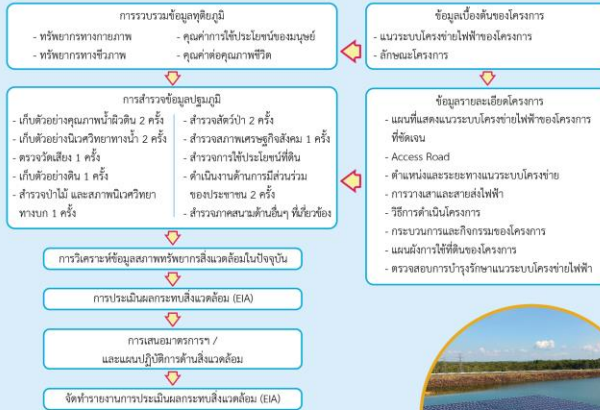 การรวบรวมข้อมูลทุติยภูมิ
- ทรัพยากรทางกายภาพ
- ทรัพยากรทางชีวภาพ
- คุณค่าการใช้ประโยชน์ของมนุษย์
- คุณค่าต่อคุณภาพชีวิต
ข้อมูลเบื้องต้นของโครงการ
- แนวระบบโครงข่ายไฟฟ้าของโครงการ
- ลักษณะโครงการ
การสำรวจข้อมูลปฐมภูมิ
- เก็บตัวอย่างคุณภาพน้ำผิวดิน 2 ครั้ง
- เก็บตัวอย่างนิเวศวิทยาทางน้ำ 2 ครั้ง
- ตรวจวัดเสียง 1 ครั้ง
- เก็บตัวอย่างดิน 1 ครั้ง
- สำรวจป่าไม้ และสภาพนิเวศวิทยา
ทางบก 1 ครั้ง
- สำรวจสัตว์ป่า 2 ครั้ง
- สำรวจสภาพเศรษฐกิจสังคม 1 ครั้ง
- สำรวจการใช้ประโยชน์ที่ดิน
- ดำเนินงานด้านการมีส่วนร่วม
ของประชาชน 2 ครั้ง
- สำรวจภาคสนามด้านอื่นๆ ที่เกี่ยวข้อง
ข้อมูลรายละเอียดโครงการ
- แผนที่แสดงแนวระบบโครงข่ายไฟฟ้าของโครงการ
ที่ชัดเจน
- Access Road
- ตำแหน่งและระยะทางแนวระบบโครงข่าย
- การวางเสาและสายส่งไฟฟ้า
- วิธีการดำเนินโครงการ
- กระบวนการและกิจกรรมของโครงการ
- แผนผังการใช้ที่ดินของโครงการ
- ตรวจสอบการบำรุงรักษาแนวระบบโครงข่ายไฟฟ้า
การวิเคราะห์ข้อมูลสภาพทรัพยากรสิ่งแวดล้อมในปัจจุบัน
การประเมินผลกระทบสิ่งแวดล้อม (EIA)
การเสนอมาตรการฯ /
และแผนปฏิบัติการด้านสิ่งแวดล้อม
จัดทำรายงานการประเมินผลกระทบสิ่งแวดล้อม (EIA)